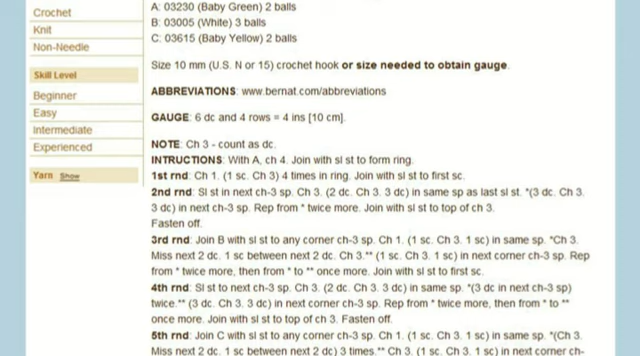 Crochet
Knit
Non-Needle
Skill Level
Beginner
Easy
Intermediate
Experienced
Yarn Show
A: 03230 (Baby Green) 2 balls
B: 03005 (White) 3 balls
C: 03615 (Baby Yellow) 2 balls
Size 10 mm (U.S. N or 15) crochet hook or size needed to obtain gauge.
ABBREVIATIONS: www.bernat.com/abbreviations
GAUGE: 6 dc and 4 rows = 4 ins [10 cm].
NOTE: Ch 3 - count as dc.
INTRUCTIONS: With A, ch 4. Join with sl st to form ring.
1st rnd: Ch 1. (1 sc. Ch 3) 4 times in ring. Join with sl st to first sc.
2nd rnd: Sl st in next ch-3 sp. Ch 3. (2 dc. Ch 3. 3 dc) in same sp as last sl st. *(3 dc. Ch 3.
3 dc) in next ch-3 sp. Rep from * twice more. Join with sl st to top of ch 3.
Fasten off.
3rd rnd: Join B with sl st to any corner ch-3 sp. Ch 1. (1 sc. Ch 3. 1 sc) in same sp. *Ch 3.
Miss next 2 dc. 1 sc between next 2 dc. Ch 3.** (1 sc. Ch 3. 1 sc) in next corner ch-3 sp. Rep
from * twice more, then from * to ** once more. Join with sl st to first sc.
4th rnd: Sl st to next ch-3 sp. Ch 3. (2 dc. Ch 3. 3 dc) in same sp. *(3 dc in next ch-3 sp)
twice.** (3 dc. Ch 3. 3 dc) in next corner ch-3 sp. Rep from * twice more, then from * to **
once more. Join with sl st to top of ch 3. Fasten off.
5th rnd: Join C with sl st to any corner ch-3 sp. Ch 1. (1 sc. Ch 3. 1 sc) in same sp. *(Ch 3.
Miss next 2 dc. 1 sc between next 2 dc) 3 times.** Ch 3. (1 sc. Ch 3. 1 sc) in next corner ch-